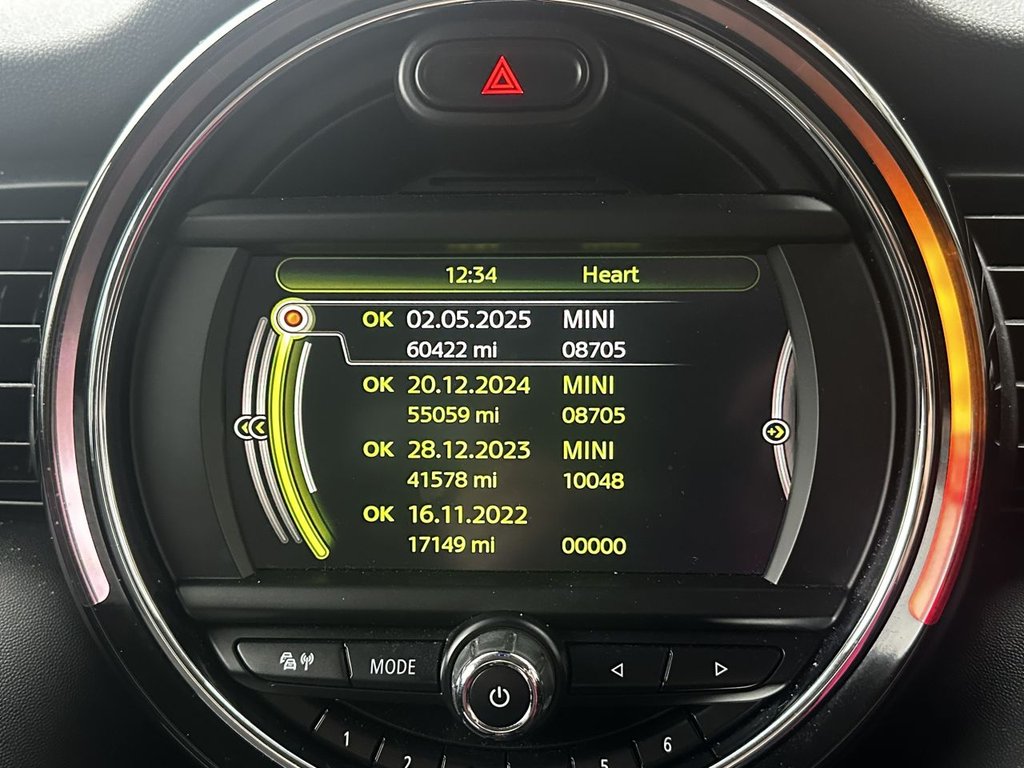 12:34 Heart
OK 02.05.2025 MINI
60422 mi 08705
OK 20.12.2024 MINI
55059 mi 08705
OK 28.12.2023 MINI
41578 mi 10048
OK 16.11.2022
17149 mi 00000
MODE
1 2 5 6